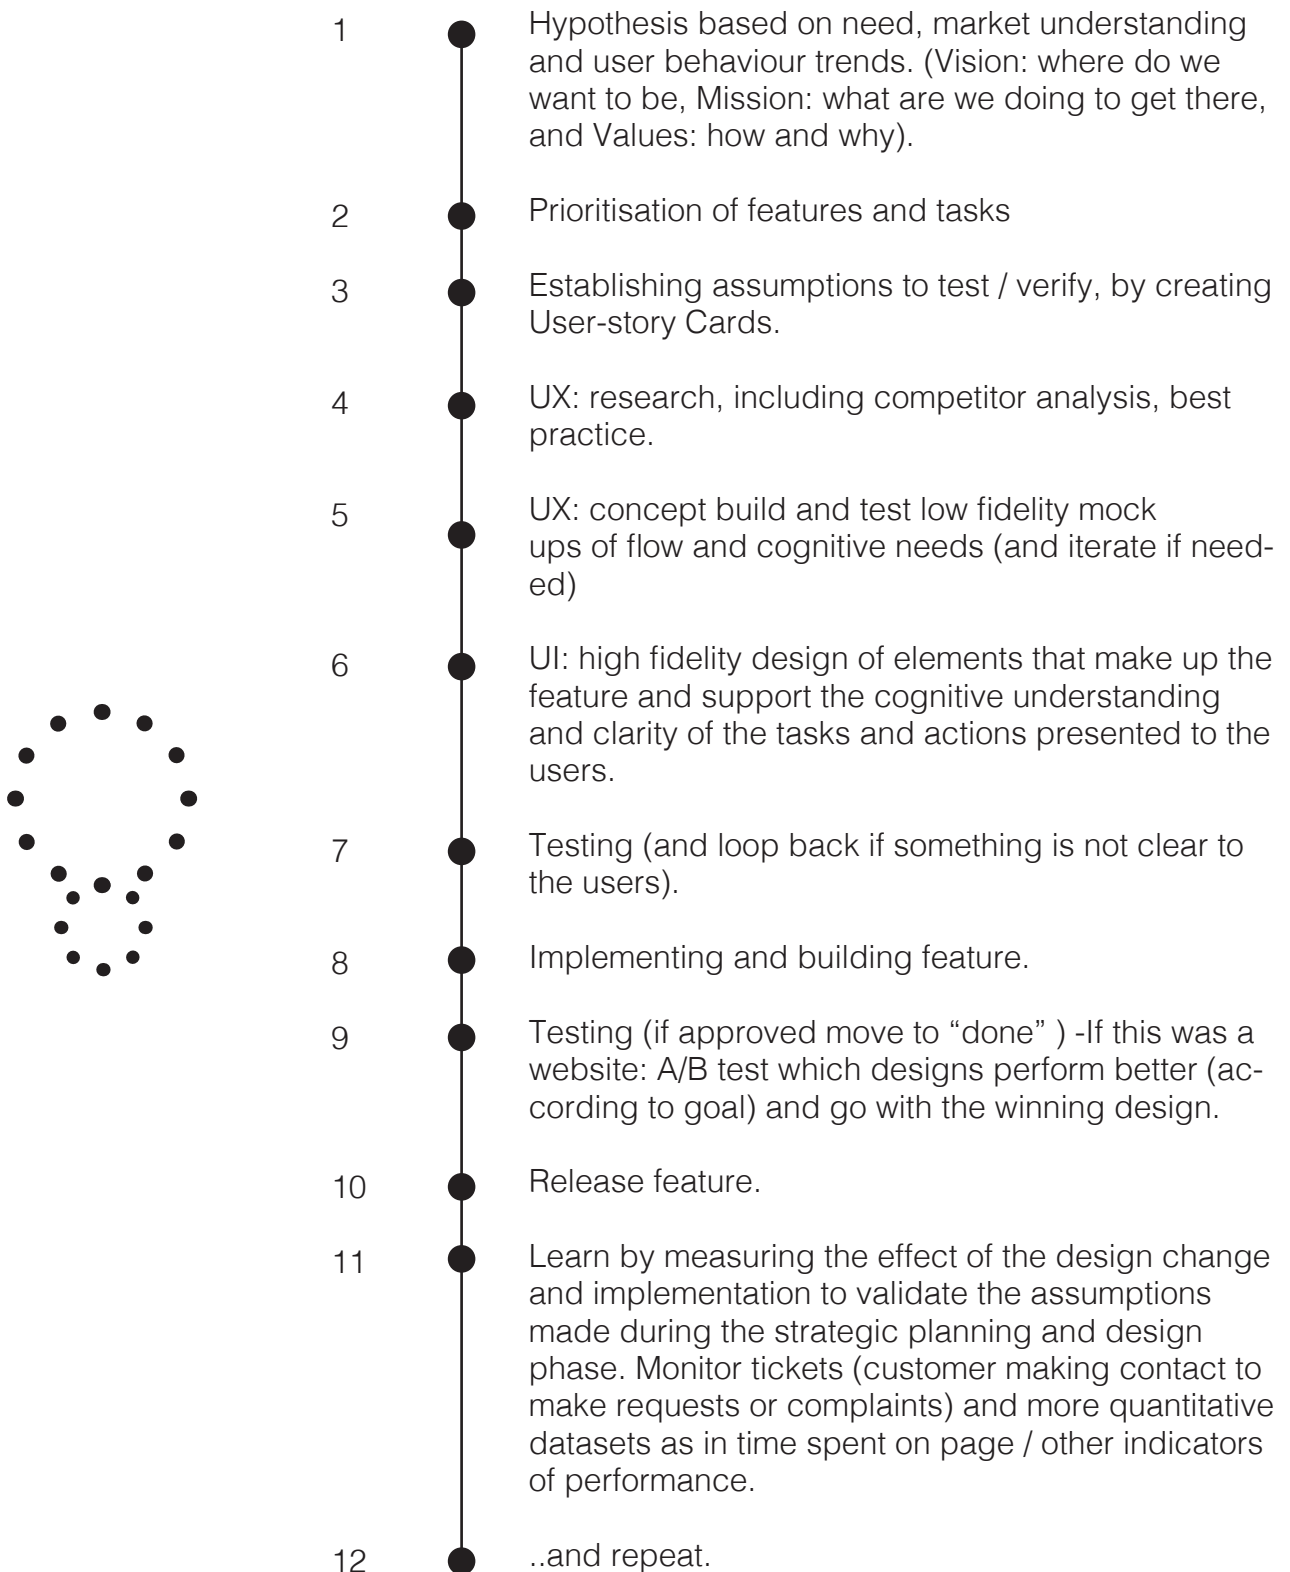 1
Hypothesis based on need, market understanding
and user behaviour trends. (Vision: where do we
want to be, Mission: what are we doing to get there,
and Values: how and why).
2
Prioritisation of features and tasks
3
Establishing assumptions to test / verify, by creating
User-story Cards.
4
UX: research, including competitor analysis, best
practice.
5
UX: concept build and test low fidelity mock
ups of flow and cognitive needs (and iterate if need-
ed)
6
UI: high fidelity design of elements that make up the
feature and support the cognitive understanding
and clarity of the tasks and actions presented to the
users.
7
Testing (and loop back if something is not clear to
the users).
8
Implementing and building feature.
9
Testing (if approved move to “done” ) -If this was a
website: A/B test which designs perform better (ac-
cording to goal) and go with the winning design.
10
Release feature.
11
Learn by measuring the effect of the design change
and implementation to validate the assumptions
made during the strategic planning and design
phase. Monitor tickets (customer making contact to
make requests or complaints) and more quantitative
datasets as in time spent on page / other indicators
of performance.
12
..and repeat.